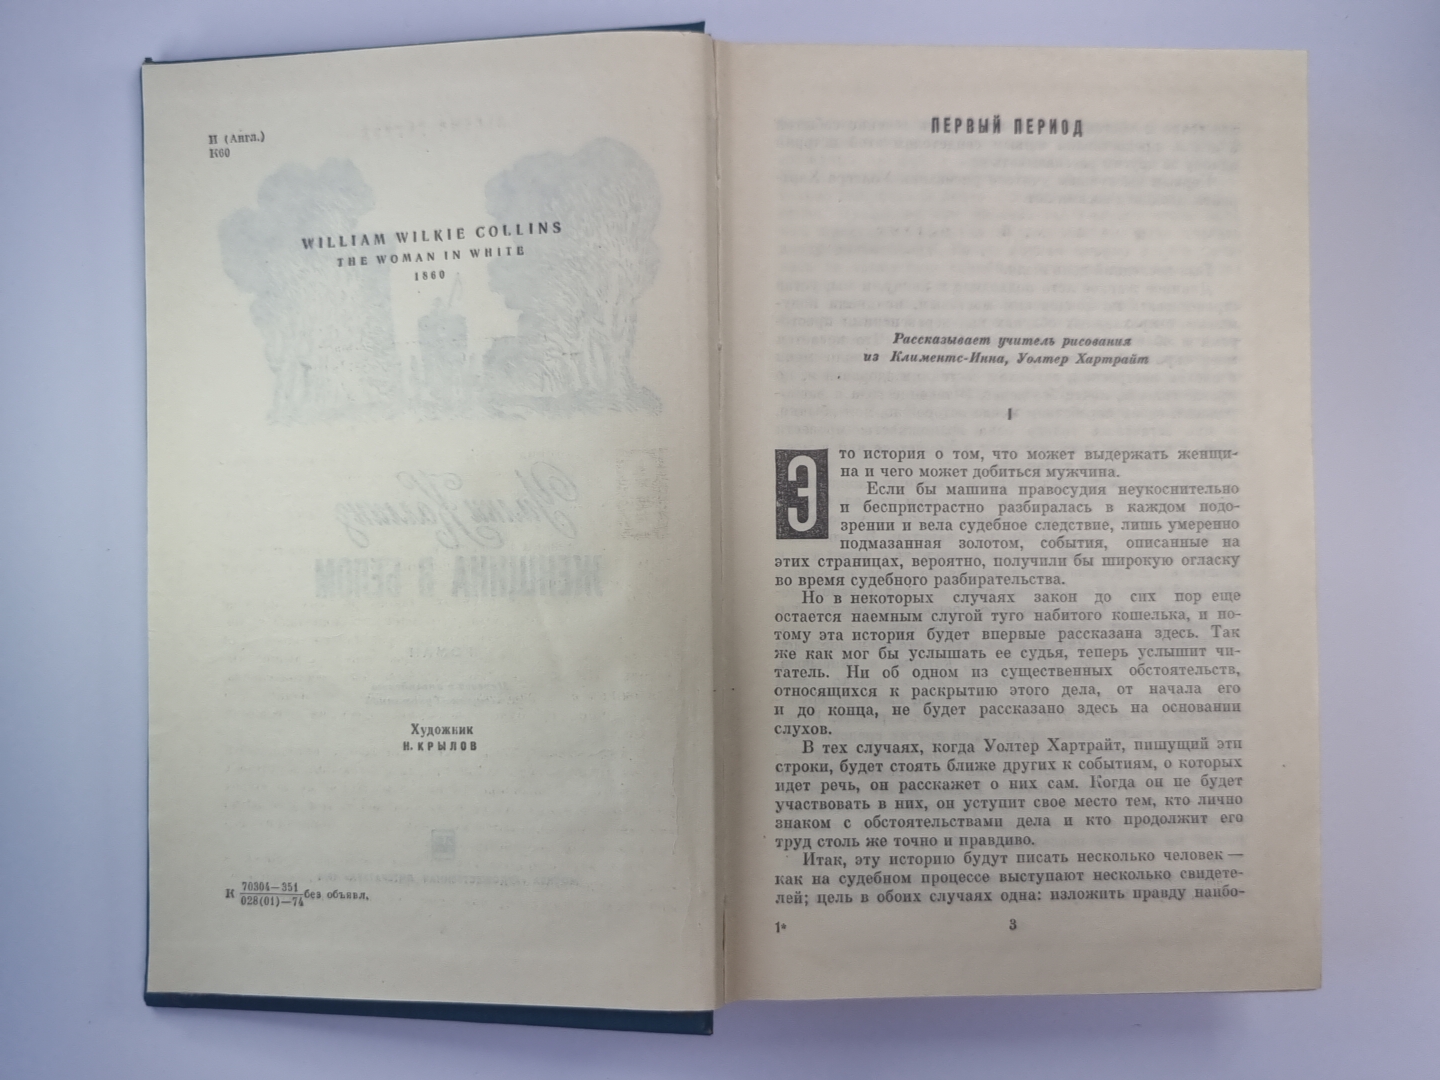 И (Англ.)
К60
WILLIAM WILKIE COLLINS
THE WOMAN IN WHITE
1860
Художник
Н. КРЫЛОВ
К 70304—351
028(01)—74 без объявл,
ПЕРВЫЙ ПЕРИОД
Рассказывает учитель рисования
из Климентс-Инна, Уолтер Хартрайт
I
Это история о том, что может выдержать женщи-
на и чего может добиться мужчина.
Если бы машина правосудия неукоснительно
и беспристрастно разбиралась в каждом подо-
зрении и вела судебное следствие, лишь умеренно
подмазанная золотом, события, описанные на
этих страницах, вероятно, получили бы широкую огласку
во время судебного разбирательства.
Но в некоторых случаях закон до сих пор еще
остается наемным слугой туго набитого кошелька, и по-
тому эта история будет впервые рассказана здесь. Так
же как мог бы услышать ее судья, теперь услышит чи-
татель. Ни об одном из существенных обстоятельств,
относящихся к раскрытию этого дела, от начала его
и до конца, не будет рассказано здесь на основании
слухов.
В тех случаях, когда Уолтер Хартрайт, пишущий эти
строки, будет стоять ближе других к событиям, о которых
идет речь, он расскажет о них сам. Когда он не будет
участвовать в них, он уступит свое место тем, кто лично
знаком с обстоятельствами дела и кто продолжит его
труд столь же точно и правдиво.
Итак, эту историю будут писать несколько человек —
как на судебном процессе выступают несколько свидете-
лей; цель в обоих случаях одна: изложить правду наибо-
1*
3